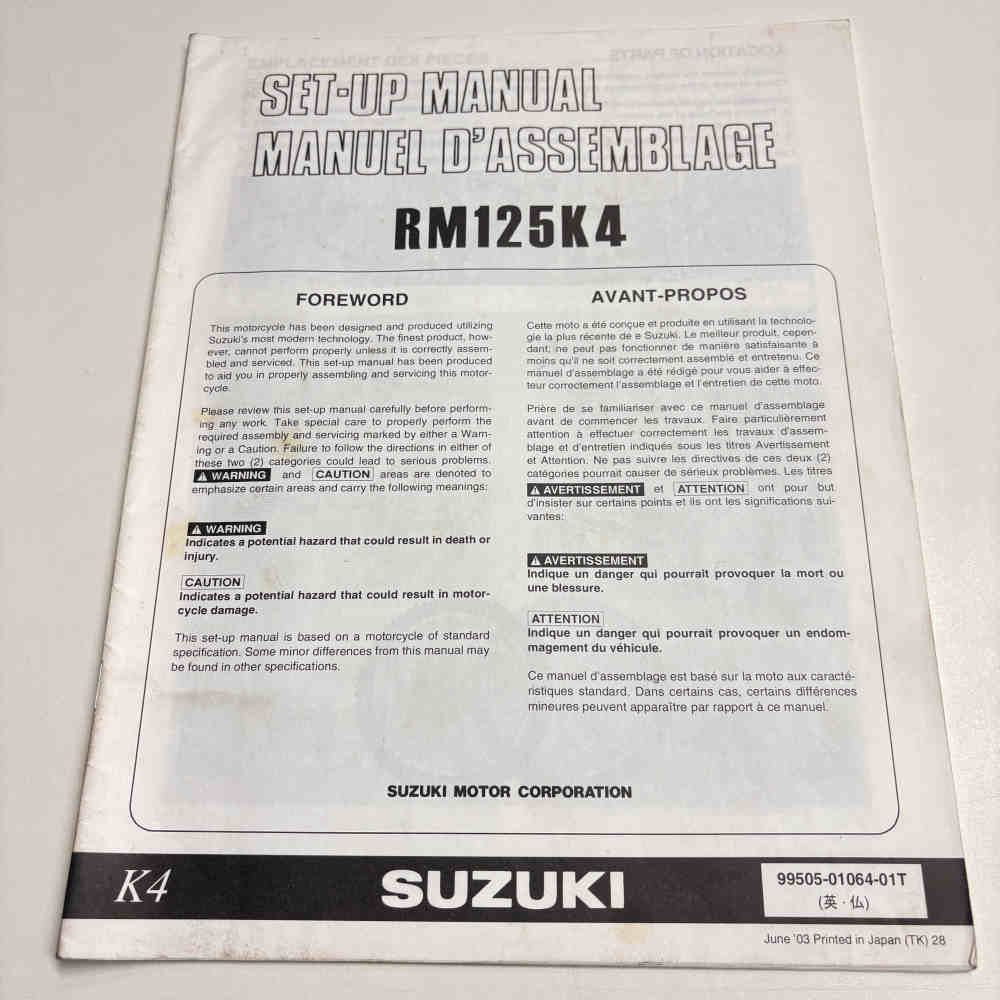 SET-UP MANUAL
MANUEL D'ASSEMBLAGE
RM125K4
FOREWORD
This motorcycle has been designed and produced utilizing
Suzuki's most modern technology. The finest product, how-
ever, cannot perform properly unless it is correctly assem-
bled and serviced. This set-up manual has been produced
to aid you in properly assembling and servicing this motor-
cycle.
Please review this set-up manual carefully before perform-
ing any work. Take special care to properly perform the
required assembly and servicing marked by either a Warn-
ing or a Caution. Failure to follow the directions in either of
these two (2) categories could lead to serious problems.
⚠ WARNING and CAUTION areas are denoted to
emphasize certain areas and carry the following meanings:
⚠ WARNING
Indicates a potential hazard that could result in death or
injury.
CAUTION
Indicates a potential hazard that could result in motor-
cycle damage.
This set-up manual is based on a motorcycle of standard
specification. Some minor differences from this manual may
be found in other specifications.
AVANT-PROPOS
Cette moto a été conçue et produite en utilisant la technolo-
gie la plus récente de e Suzuki. Le meilleur produit, cepen-
dant, ne peut pas fonctionner de manière satisfaisante à
moins qu'il ne soit correctement assemblé et entretenu. Ce
manuel d'assemblage a été rédigé pour vous aider à effec-
teur correctement l'assemblage et l'entretien de cette moto.
Prière de se familiariser avec ce manuel d'assemblage
avant de commencer les travaux. Faire particulièrement
attention à effectuer correctement les travaux d'assem-
blage et d'entretien indiqués sous les titres Avertissement
et Attention. Ne pas suivre les directives de ces deux (2)
catégories pourrait causer de sérieux problèmes. Les titres
⚠ AVERTISSEMENT et ATTENTION ont pour but
d'insister sur certains points et ils ont les significations sui-
vantes:
⚠ AVERTISSEMENT
Indique un danger qui pourrait provoquer la mort ou
une blessure.
ATTENTION
Indique un danger qui pourrait provoquer un endom-
magement du véhicule.
Ce manuel d'assemblage est basé sur la moto aux caracté-
ristiques standard. Dans certains cas, certains différences
mineures peuvent apparaître par rapport à ce manuel.
SUZUKI MOTOR CORPORATION
K4
SUZUKI
99505-01064-01T
(英・仏)
June '03 Printed in Japan (TK) 28